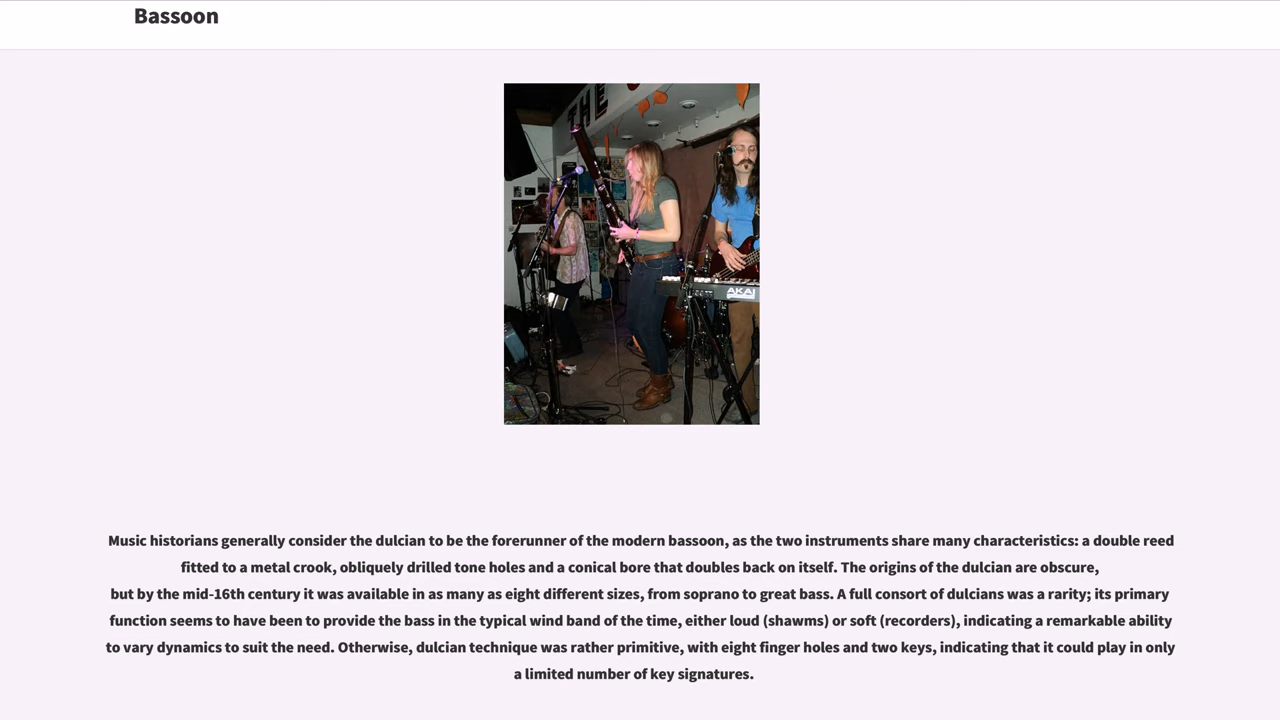 Bassoon
THE
AKAI
Music historians generally consider the dulcian to be the forerunner of the modern bassoon, as the two instruments share many characteristics: a double reed
fitted to a metal crook, obliquely drilled tone holes and a conical bore that doubles back on itself. The origins of the dulcian are obscure,
but by the mid-16th century it was available in as many as eight different sizes, from soprano to great bass. A full consort of dulcians was a rarity; its primary
function seems to have been to provide the bass in the typical wind band of the time, either loud (shawms) or soft (recorders), indicating a remarkable ability
to vary dynamics to suit the need. Otherwise, dulcian technique was rather primitive, with eight finger holes and two keys, indicating that it could play in only
a limited number of key signatures.